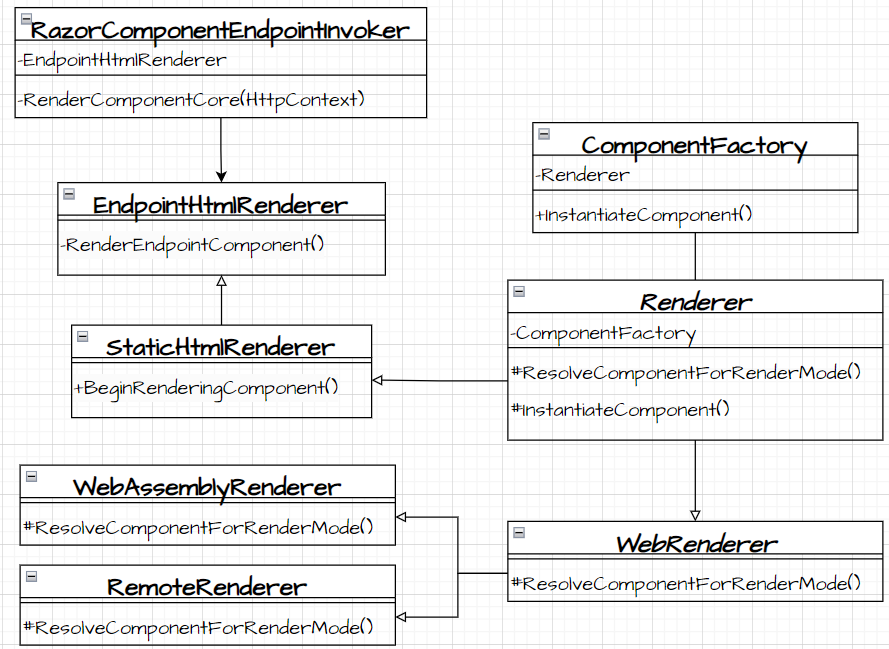 RazorComponentEndpointInvoker
-EndpointHtmlRenderer
-RenderComponentCore(HttpContext)
EndpointHtmlRenderer
-RenderEndpointComponent()
StaticHtmlRenderer
+BeginRenderingComponent()
ComponentFactory
-Renderer
+InstantiateComponent()
Renderer
-ComponentFactory
#ResolveComponentForRenderMode()
#InstantiateComponent()
WebAssemblyRenderer
#ResolveComponentForRenderMode()
RemoteRenderer
#ResolveComponentForRenderMode()
WebRenderer
#ResolveComponentForRenderMode()